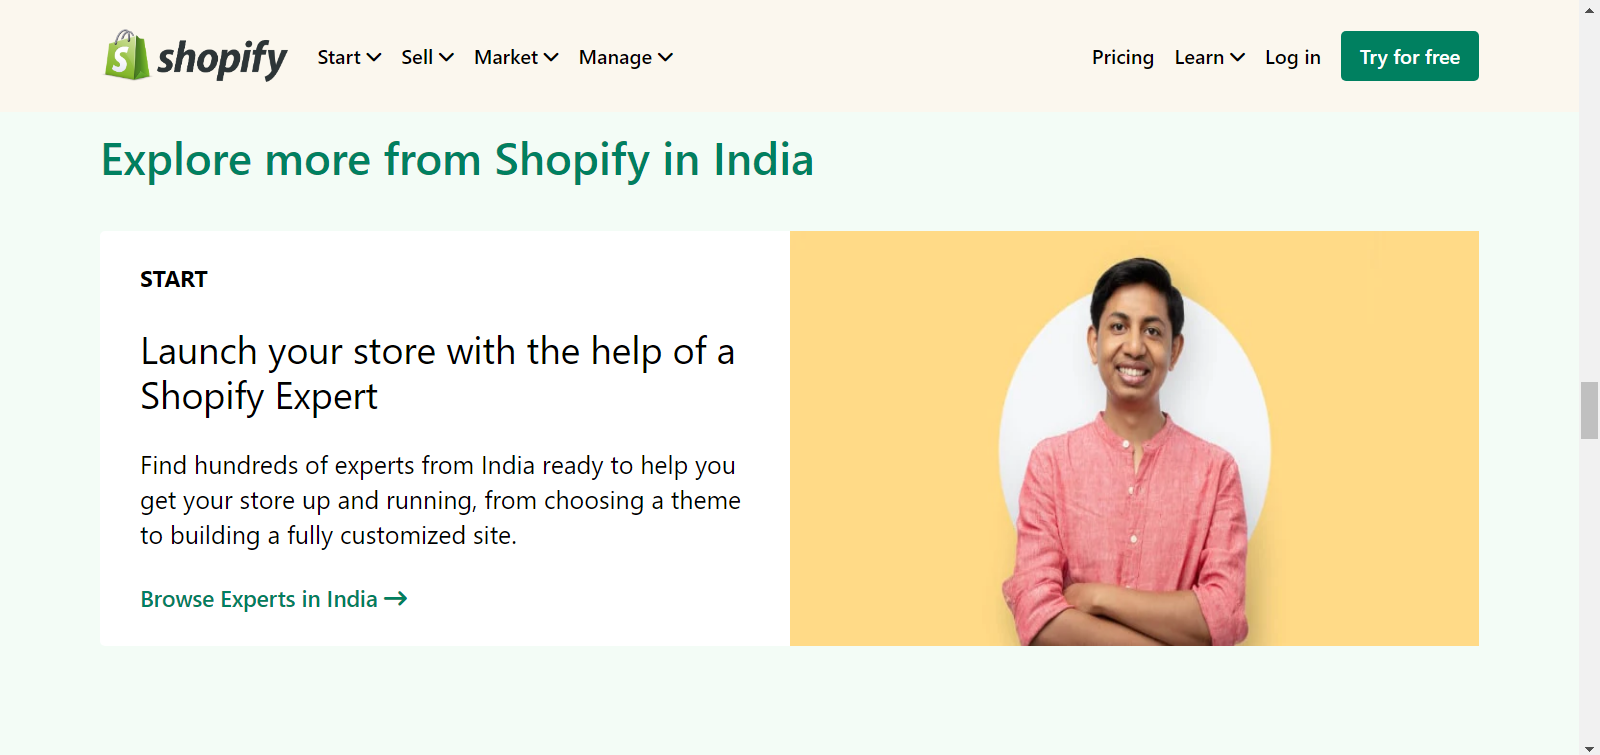 shopify Start Sell Market Manage Pricing Learn Log in Try for free
Explore more from Shopify in India
START
Launch your store with the help of a
Shopify Expert
Find hundreds of experts from India ready to help you
get your store up and running, from choosing a theme
to building a fully customized site.
Browse Experts in India →